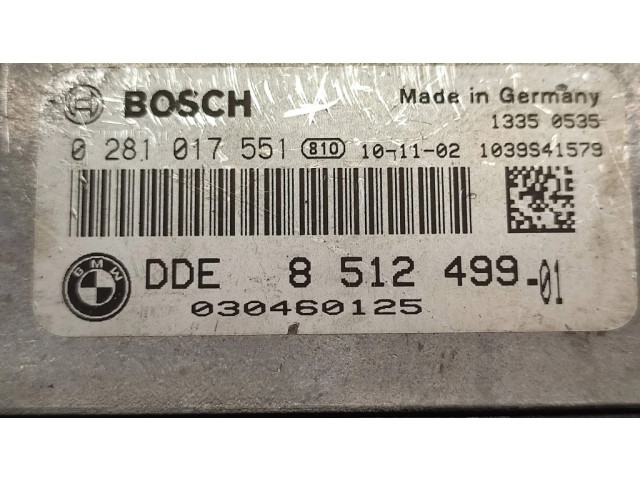 BOSCH Made in Germany
1335 0535
0 281 017 551 810 10-11-02 1039S41579
BMW DDE 8 512 499-01
030460125